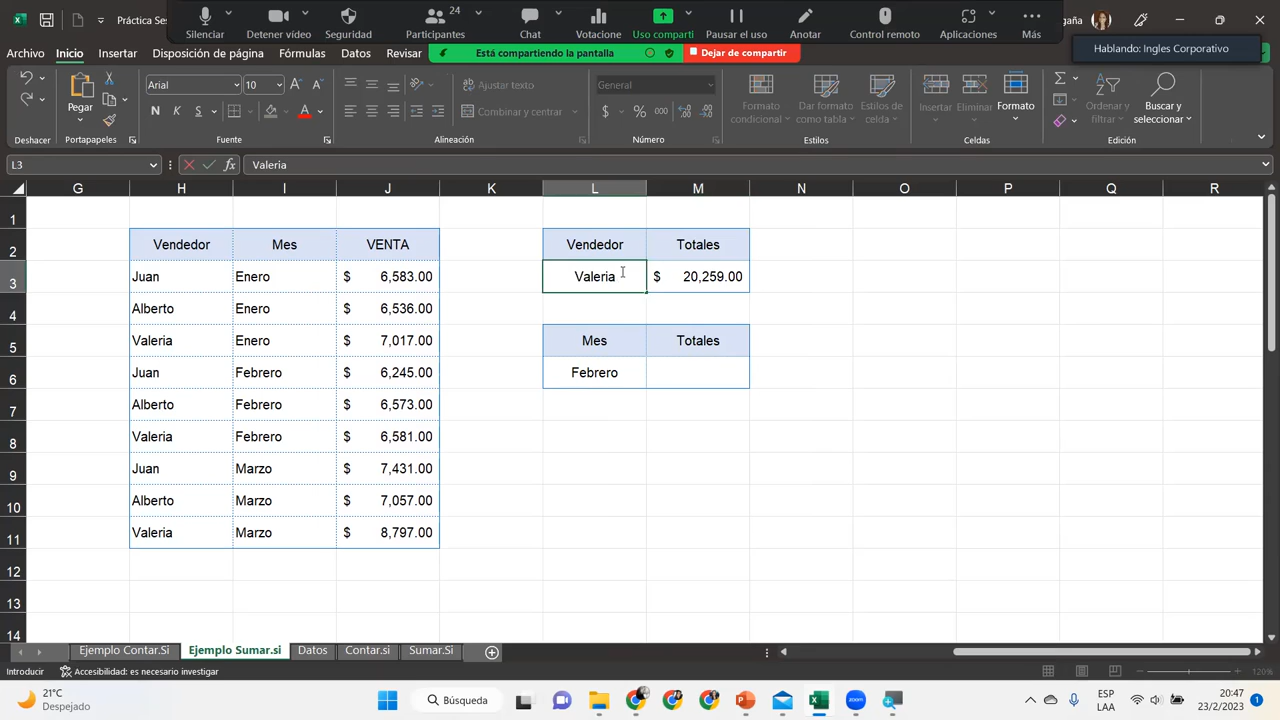 Práctica Ses
Silenciar
Detener video
Seguridad
24
Participantes
Chat
Votacione
Uso comparti
Pausar el uso
Anotar
Control remoto
Aplicaciones
Más
gaña
Hablando: Ingles Corporativo
Archivo
Inicio
Insertar
Disposición de página
Fórmulas
Datos
Revisar
Está compartiendo la pantalla
Dejar de compartir
Pegar
Arial
10
N K S
Ajustar texto
Combinar y centrar
General
$ % 000
Formato condicional
Dar formato como tabla
Estilos de celda
Insertar
Eliminar
Formato
Ordenar y filtrar
Buscar y seleccionar
Deshacer
Portapapeles
Fuente
Alineación
Número
Estilos
Celdas
Edición
L3
fx
Valeria
G H I J K L M N O P Q R
1
2 Vendedor Mes VENTA Vendedor Totales
3 Juan Enero $ 6,583.00 Valeria $ 20,259.00
4 Alberto Enero $ 6,536.00
5 Valeria Enero $ 7,017.00 Mes Totales
6 Juan Febrero $ 6,245.00 Febrero
7 Alberto Febrero $ 6,573.00
8 Valeria Febrero $ 6,581.00
9 Juan Marzo $ 7,431.00
10 Alberto Marzo $ 7,057.00
11 Valeria Marzo $ 8,797.00
12
13
14
Ejemplo Contar.Si
Ejemplo Sumar.si
Datos
Contar.si
Sumar.Si
Introducir
Accesibilidad: es necesario investigar
120%
21°C
Despejado
Búsqueda
ESP
LAA
20:47
23/2/2023
1